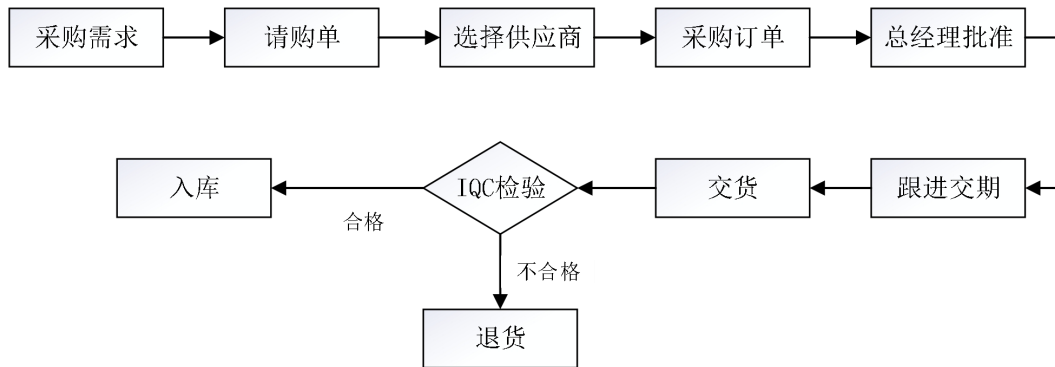 采购需求
请购单
选择供应商
采购订单
总经理批准
跟进交期
交货
IQC检验
合格
入库
不合格
退货